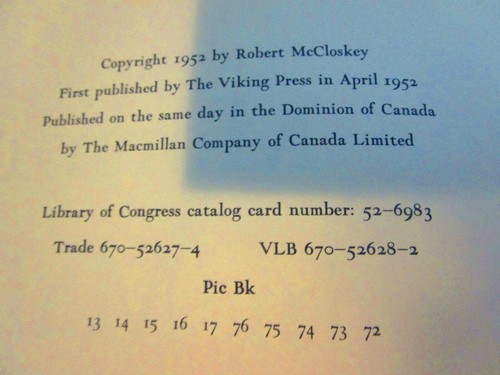 Copyright 1952 by Robert McCloskey
First published by The Viking Press in April 1952
Published on the same day in the Dominion of Canada
by The Macmillan Company of Canada Limited
Library of Congress catalog card number: 52–6983
Trade 670–52627–4 VLB 670–52628–2
Pic Bk
13 14 15 16 17 76 75 74 73 72